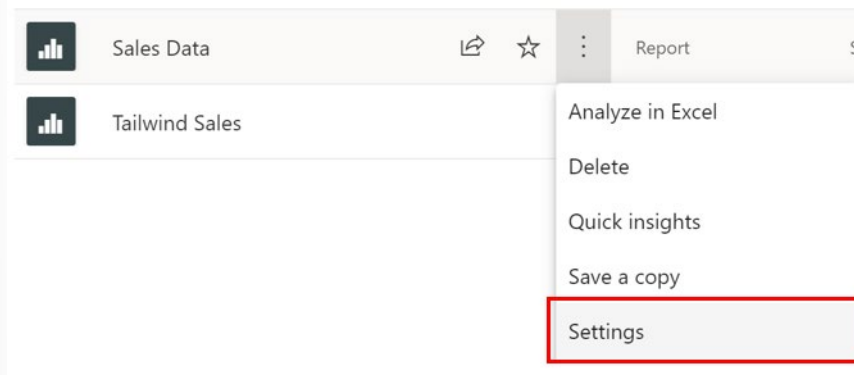 Sales Data Report
Tailwind Sales
Analyze in Excel
Delete
Quick insights
Save a copy
Settings